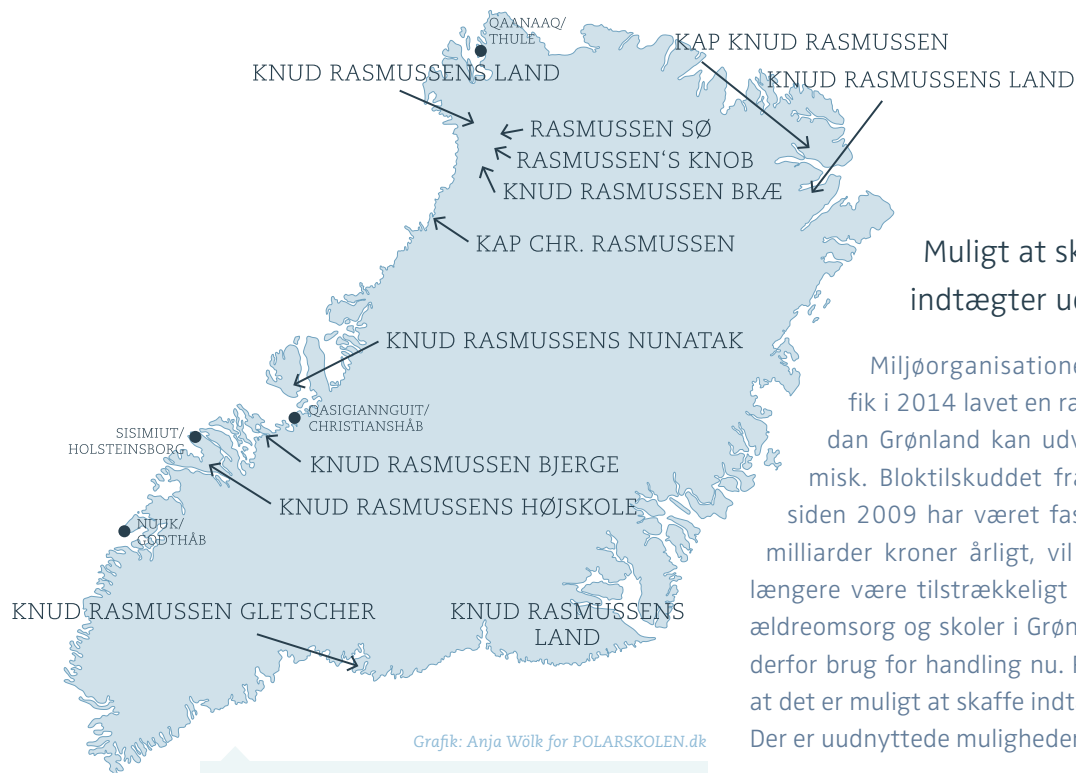 QAANAAQ/
THULE
KAP KNUD RASMUSSEN
KNUD RASMUSSENS LAND
KNUD RASMUSSENS LAND
RASMUSSEN SØ
RASMUSSEN‘S KNOB
KNUD RASMUSSEN BRÆ
KAP CHR. RASMUSSEN
KNUD RASMUSSENS NUNATAK
QASIGIANNGUIT/
CHRISTIANSHÅB
SISIMIUT/
HOLSTEINSBORG
KNUD RASMUSSEN BJERGE
KNUD RASMUSSENS HØJSKOLE
NUUK/
GODTHÅB
KNUD RASMUSSEN GLETSCHER
KNUD RASMUSSENS
LAND
Grafik: Anja Wölk for POLARSKOLEN.dk
Muligt at sk
indtægter ud
Miljøorganisatione
fik i 2014 lavet en ra
dan Grønland kan udv
misk. Bloktilskuddet fra
siden 2009 har været fas
milliarder kroner årligt, vil
længere være tilstrækkeligt
ældreomsorg og skoler i Grøn
derfor brug for handling nu.
at det er muligt at skaffe indt
Der er uudnyttede muligheder